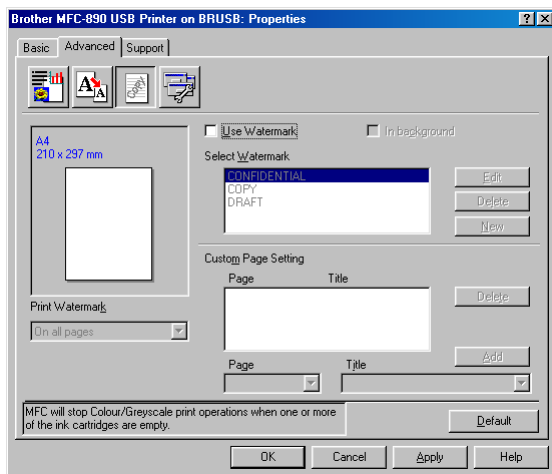 Brother MFC-890 USB Printer on BRUSB: Properties
Basic Advanced Support
A A
COPY
A4
210 x 297 mm
Use Watermark
In background
Select Watermark
CONFIDENTIAL
COPY
DRAFT
Edit
Delete
New
Print Watermark
On all pages
Custom Page Setting
Page Title
Delete
Add
Page Title
MFC will stop Colour/Greyscale print operations when one or more
of the ink cartridges are empty.
Default
OK Cancel Apply Help